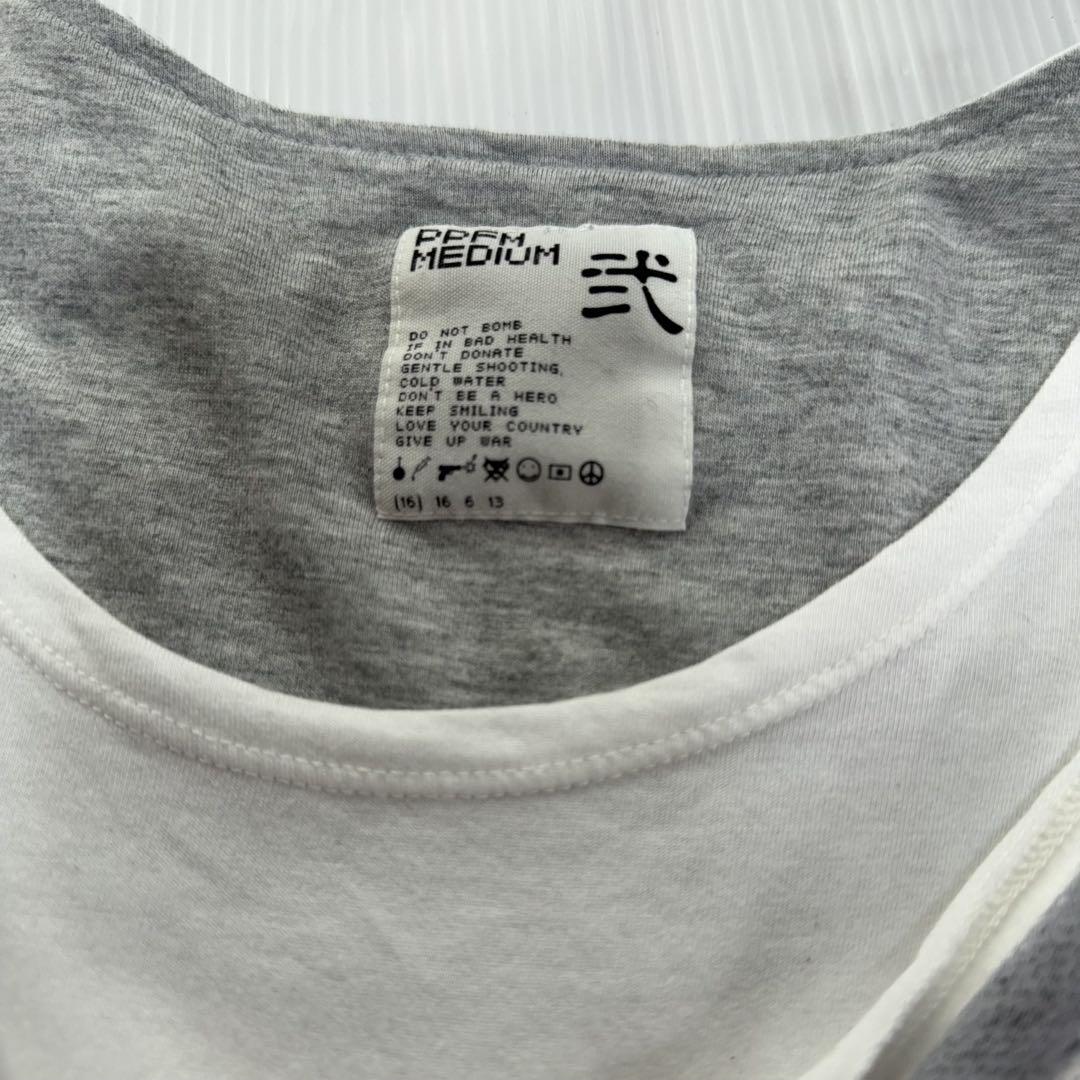 PPFM
MEDIUM
弐
DO NOT BOMB
IF IN BAD HEALTH
DON'T DONATE
GENTLE SHOOTING,
COLD WATER
DON'T BE A HERO
KEEP SMILING
LOVE YOUR COUNTRY
GIVE UP WAR
(16) 16 6 13